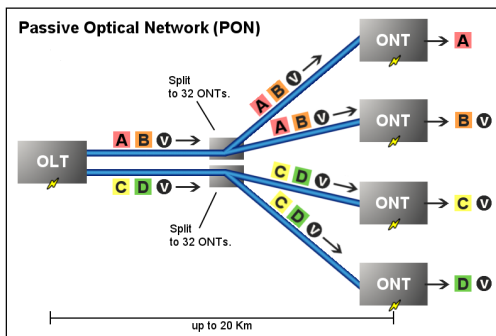 Passive Optical Network (PON)
Split
to 32 ONTs.
OLT
A B V
A B V
A B V
ONT
A
ONT
B V
C D V
C D V
C D V
ONT
C V
ONT
D V
Split
to 32 ONTs.
up to 20 Km